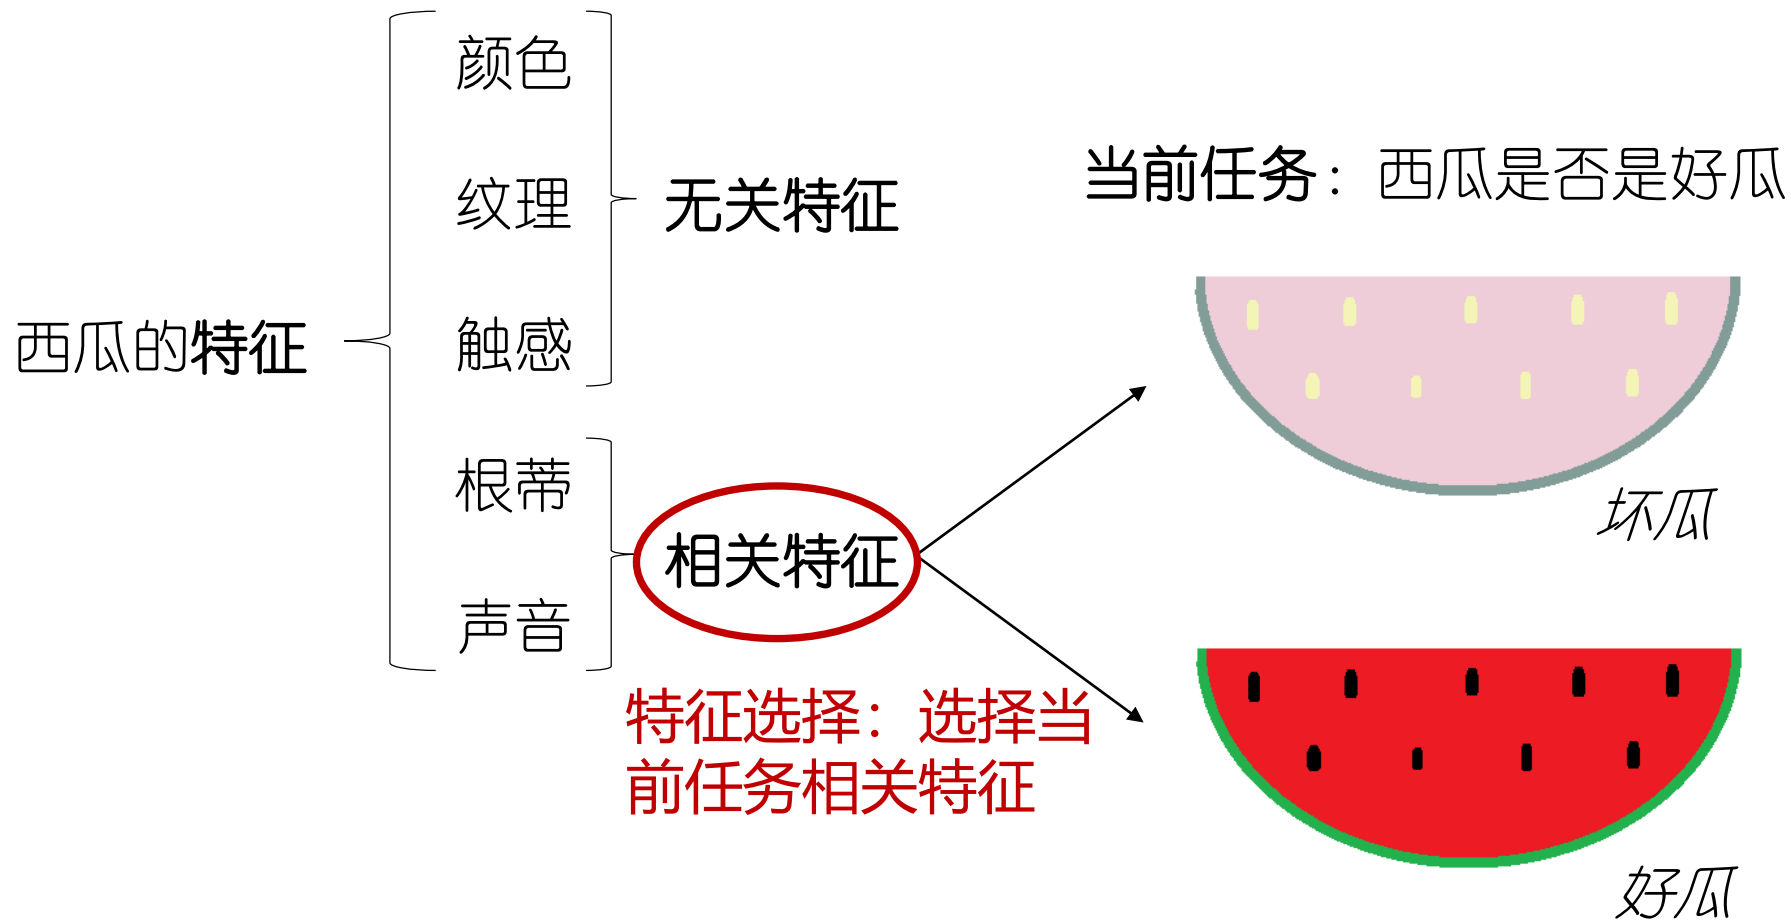 颜色
当前任务：西瓜是否是好瓜
纹理
无关特征
西瓜的特征
触感
根蒂
坏瓜
相关特征
声音
特征选择：选择当
前任务相关特征
好瓜